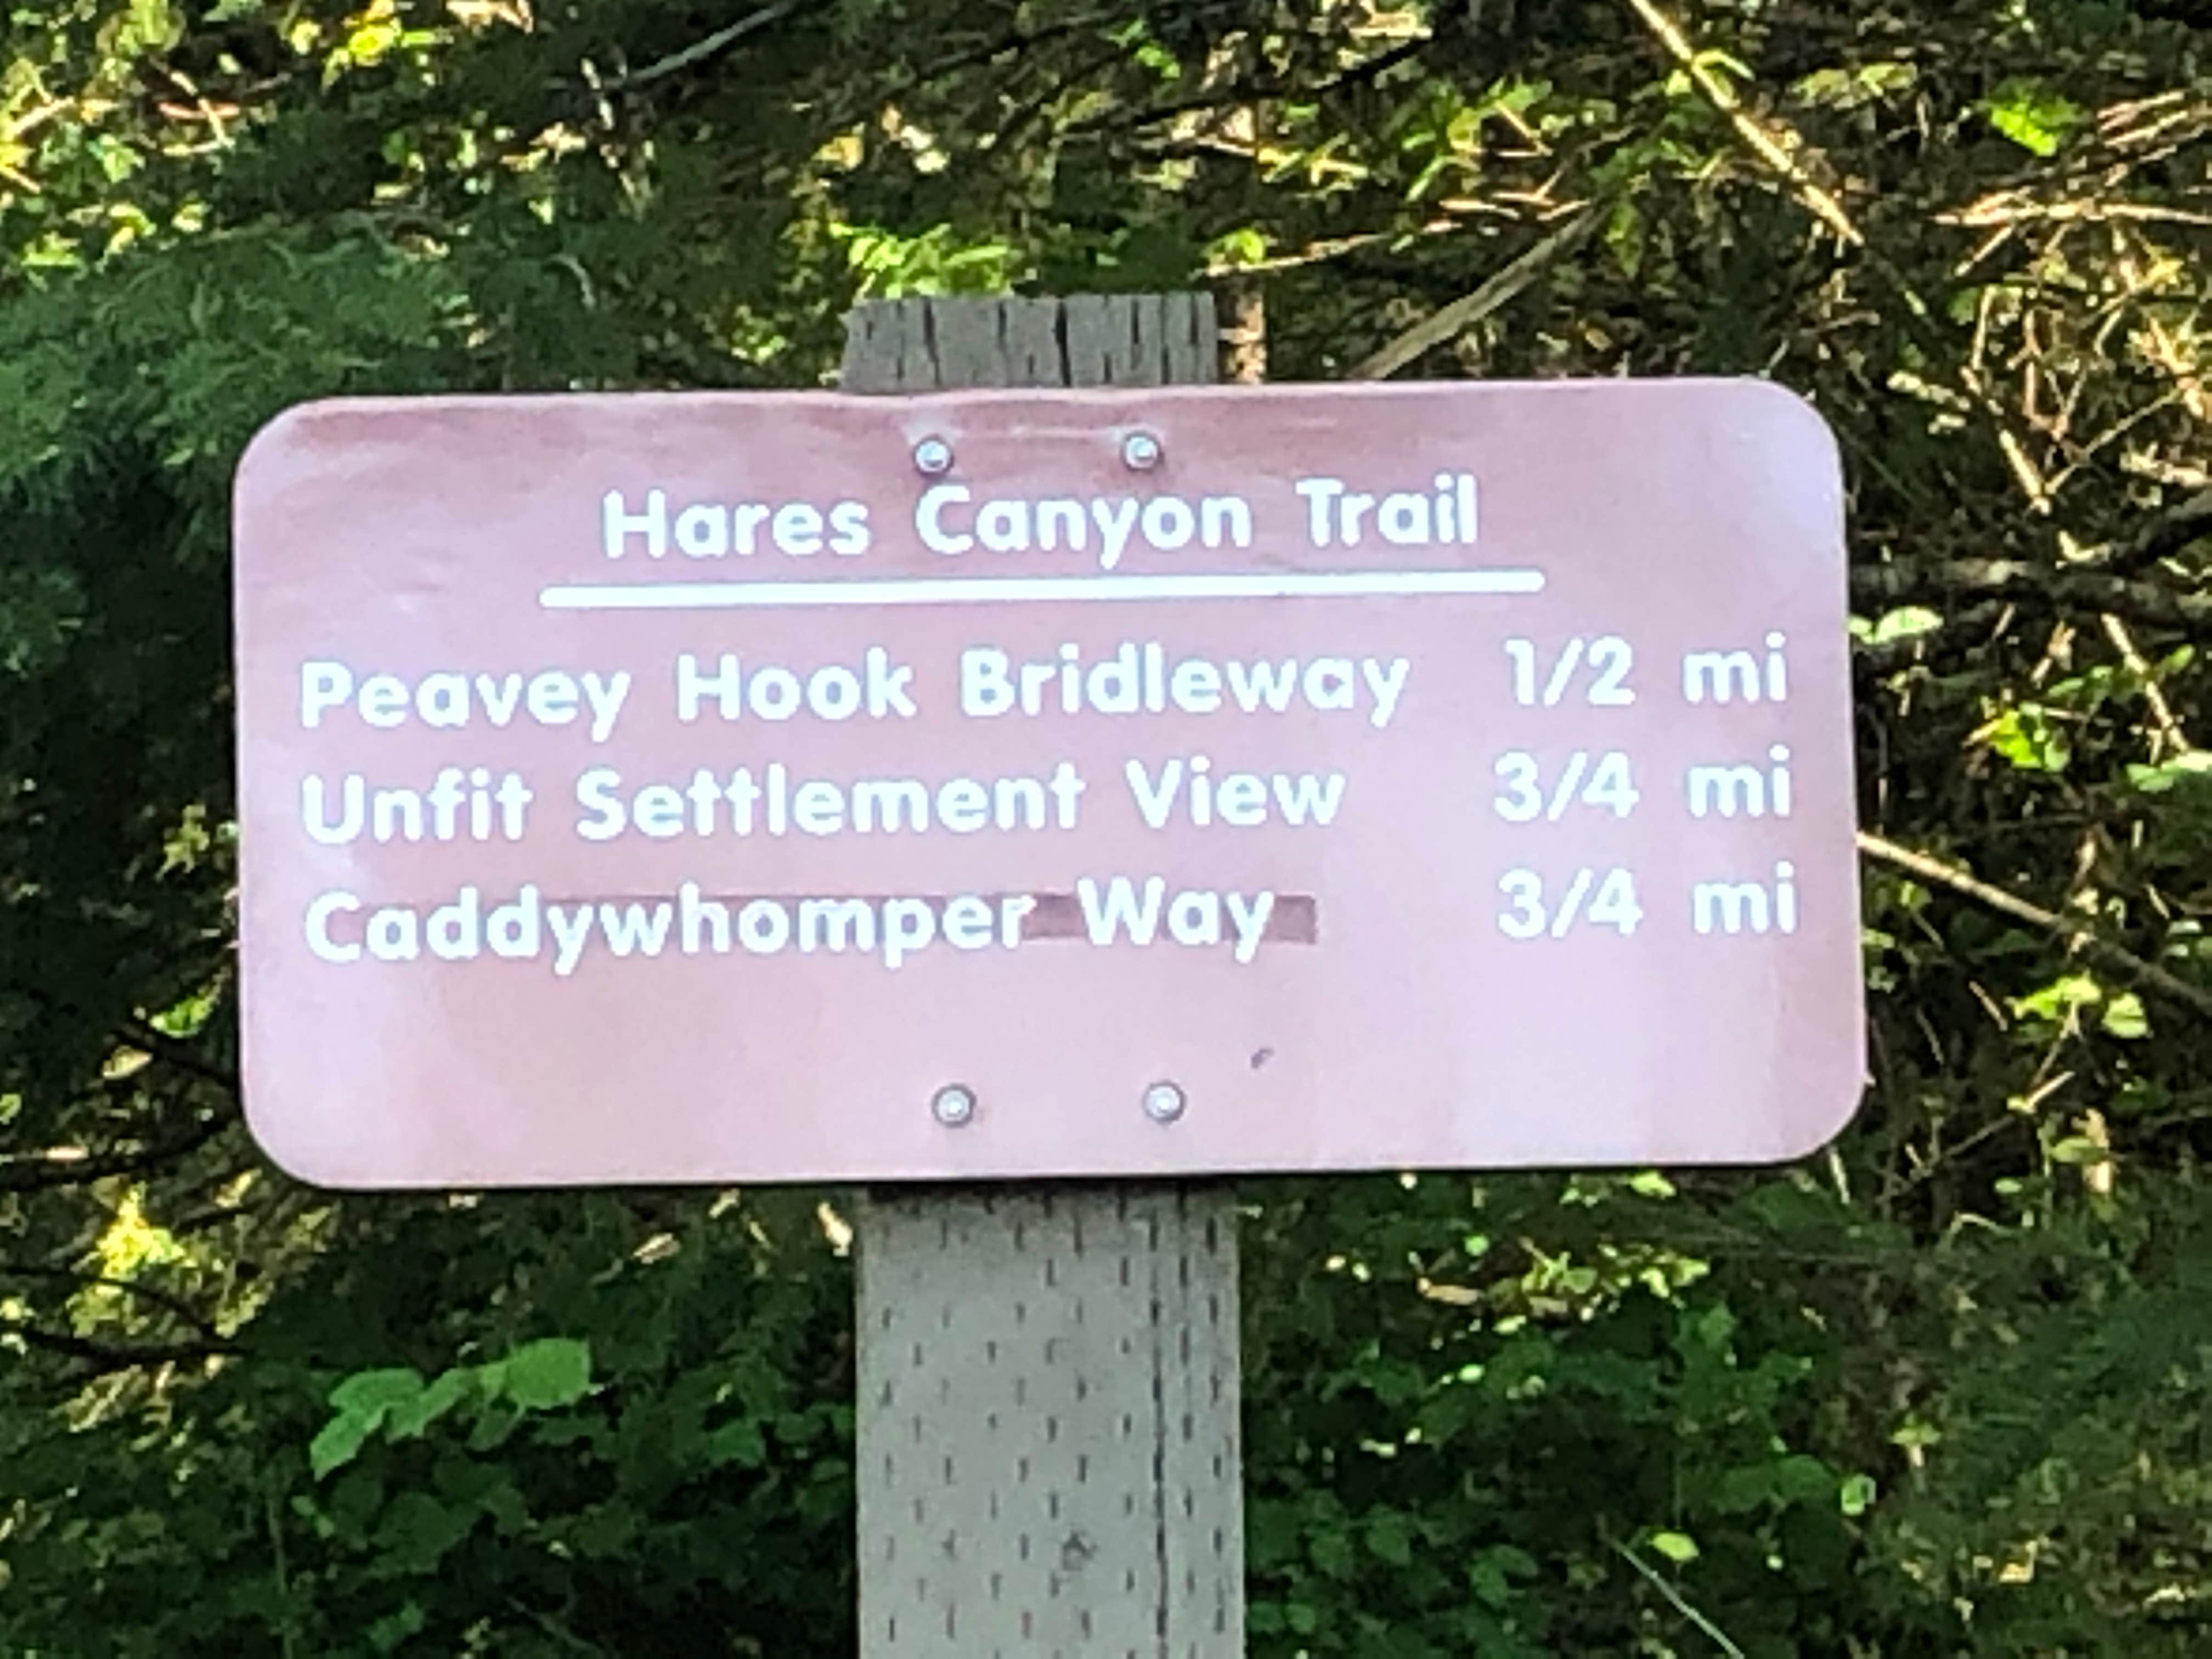 Hares Canyon Trail
Peavey Hook Bridleway 1/2 mi
Unfit Settlement View 3/4 mi
Caddywhomper Way 3/4 mi